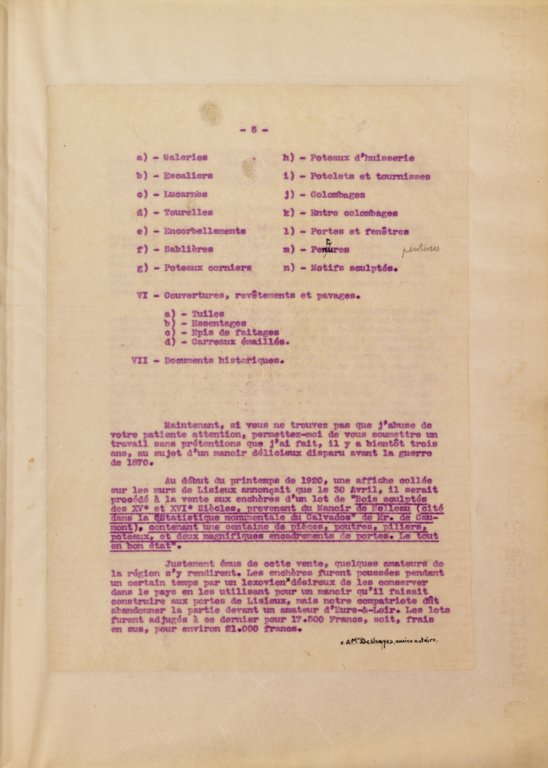 - 5 -
a) - Galeries
b) - Escaliers
c) - Lucarnes
d) - Tourelles
e) - Encorbellements
f) - Sablières
g) - Poteaux corniers
h) - Poteaux d'huisserie
i) - Potelets et tournisses
j) - Colombages
k) - Entre colombages
l) - Portes et fenêtres
m) -
n) - Motifs sculptés.
VI - Couvertures, revêtements et pavages.
a) - Tuiles
b) - Essentages
c) - Epis de faitages
d) - Carreaux émaillés.
VII - Documents historiques.
Maintenant, si vous ne trouvez pas que j'abuse de
votre patiente attention, permettez-moi de vous soumettre un
travail sans prétentions que j'ai fait, il y a bientôt trois
ans, au sujet d'un manoir délicieux disparu avant la guerre
de 1870.
Au début du printemps de 1920, une affiche collée
sur les murs de Lisieux annonçait que le 30 Avril, il serait
procédé à la vente aux enchères d'un lot de "Bois sculptés
des XV° et XVI° Siècles, provenant du Manoir de Belleau (cité
dans la "Statistique monumentale du Calvados" de Mr. de Cau-
mont), contenant une centaine de pièces, poutres, piliers,
poteaux, et deux magnifiques encadrements de portes. Le tout
en bon état".
Justement émus de cette vente, quelques amateurs de
la région s'y rendirent. Les enchères furent poussées pendant
un certain temps par un lexovien x désireux de les conserver
dans le pays en les utilisant pour un manoir qu'il faisait
construire aux portes de Lisieux, mais notre compatriote dût
abandonner la partie devant un amateur d'Eure-&-Loir. Les lots
furent adjugés à ce dernier pour 17.500 Francs, soit, frais
en sus, pour environ 21.000 francs.
x Mr Deshayes, ancien notaire.